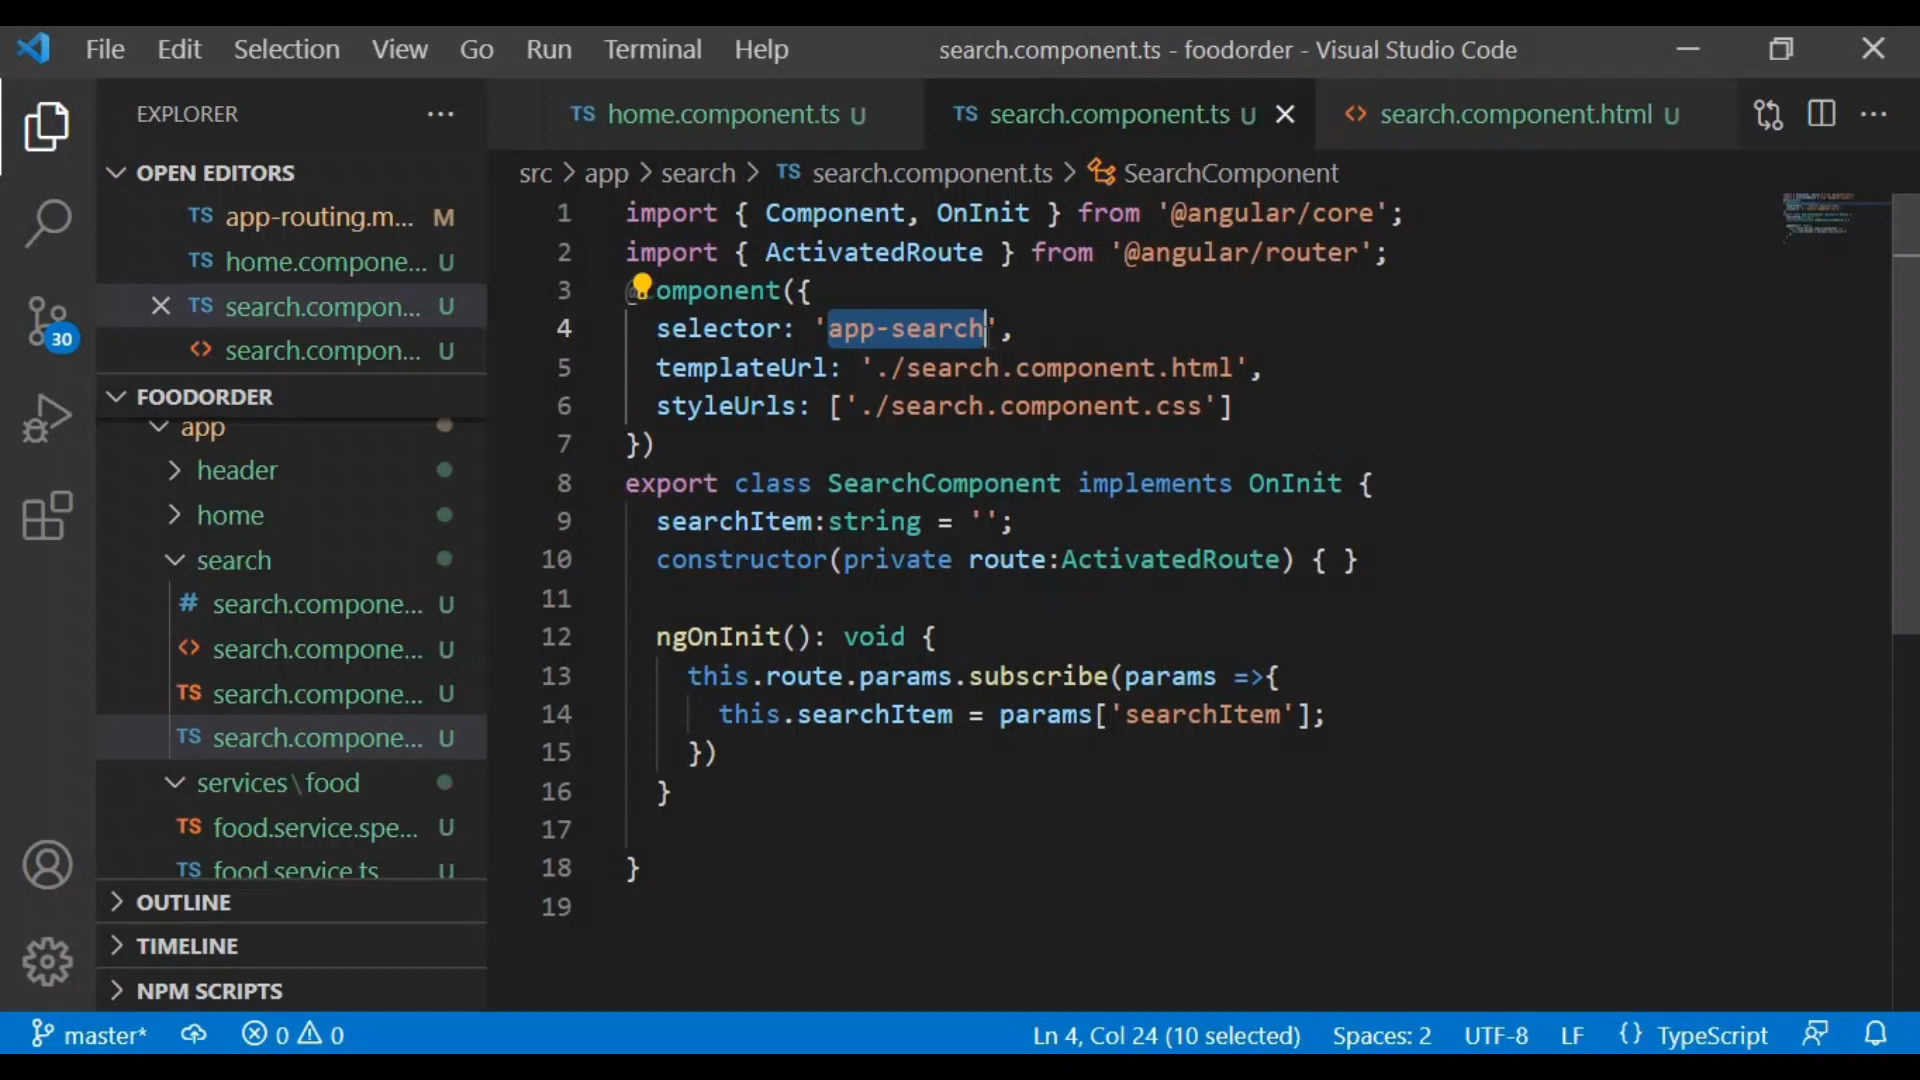 File Edit Selection View Go Run Terminal Help search.component.ts - foodorder - Visual Studio Code
EXPLORER
TS home.component.ts U
TS search.component.ts U
<> search.component.html U
OPEN EDITORS
TS app-routing.m... M
TS home.compone... U
TS search.compon... U
<> search.compon... U
FOODORDER
app
header
home
search
# search.compone... U
<> search.compone... U
TS search.compone... U
TS search.compone... U
services\food
TS food.service.spe... U
TS food.service.ts U
OUTLINE
TIMELINE
NPM SCRIPTS
30
src > app > search > TS search.component.ts > SearchComponent
1 import { Component, OnInit } from '@angular/core';
2 import { ActivatedRoute } from '@angular/router';
3 @Component({
4 selector: 'app-search',
5 templateUrl: './search.component.html',
6 styleUrls: ['./search.component.css']
7 })
8 export class SearchComponent implements OnInit {
9 searchItem:string = '';
10 constructor(private route:ActivatedRoute) { }
11
12 ngOnInit(): void {
13 this.route.params.subscribe(params =>{
14 this.searchItem = params['searchItem'];
15 })
16 }
17
18 }
19
master* 0 0 Ln 4, Col 24 (10 selected) Spaces: 2 UTF-8 LF {} TypeScript